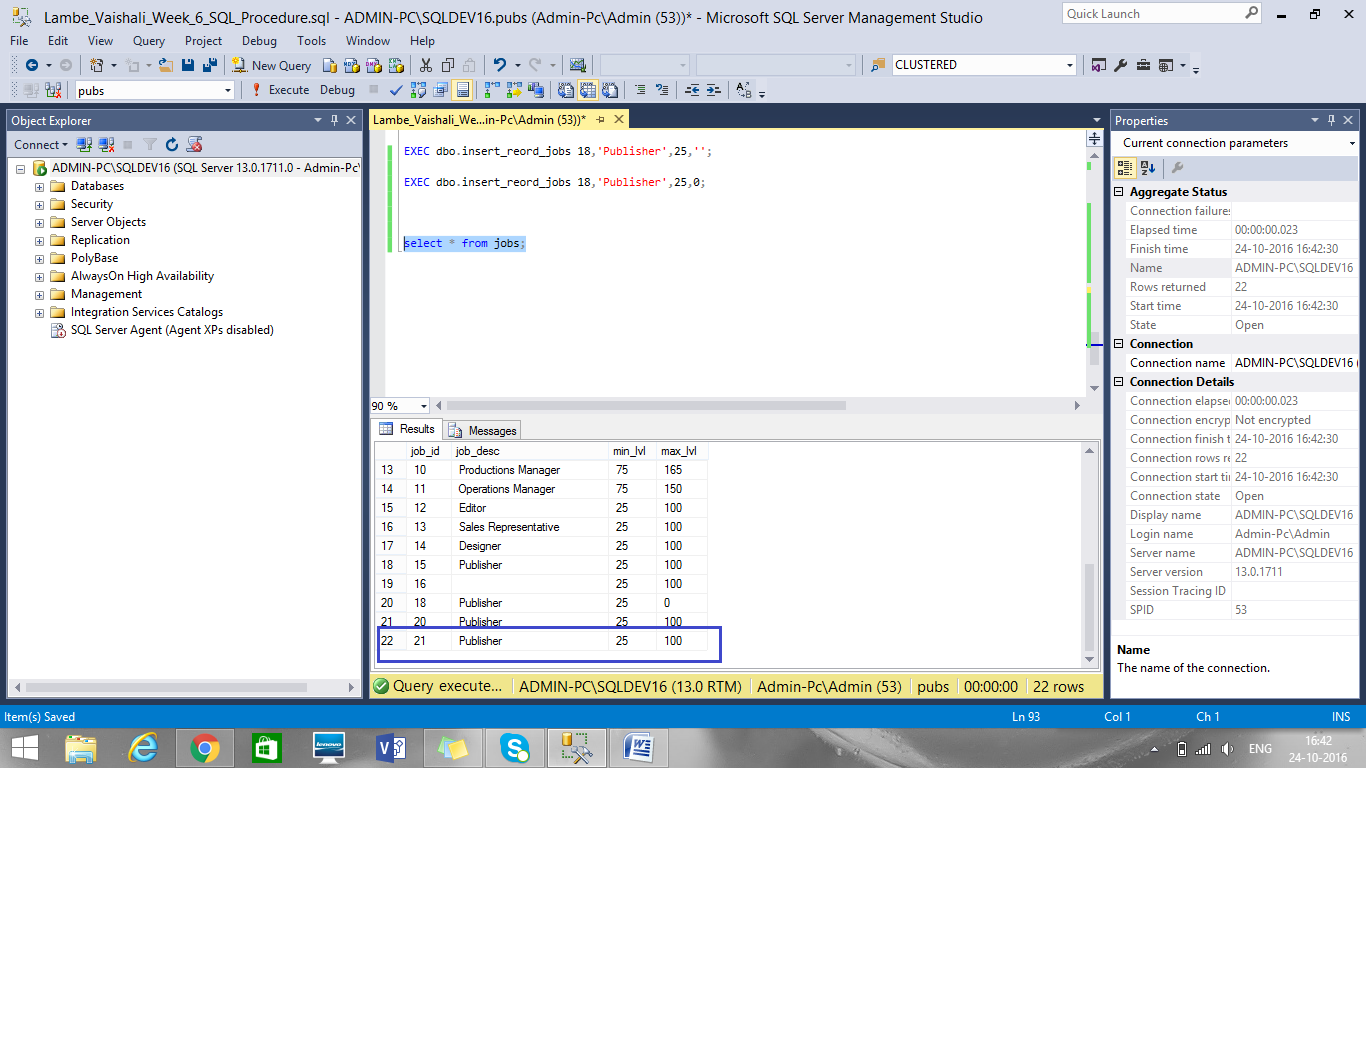 Lambe_Vaishali_Week_6_SQL_Procedure.sql - ADMIN-PC\SQLDEV16.pubs (Admin-Pc\Admin (53))* - Microsoft SQL Server Management Studio
Quick Launch
File Edit View Query Project Debug Tools Window Help
New Query
CLUSTERED
pubs
Execute Debug
Object Explorer
Connect
ADMIN-PC\SQLDEV16 (SQL Server 13.0.1711.0 - Admin-Pc\
Databases
Security
Server Objects
Replication
PolyBase
AlwaysOn High Availability
Management
Integration Services Catalogs
SQL Server Agent (Agent XPs disabled)
Lambe_Vaishali_We...in-Pc\Admin (53))*
EXEC dbo.insert_reord_jobs 18,'Publisher',25,'';
EXEC dbo.insert_reord_jobs 18,'Publisher',25,0;
select * from jobs;
90 %
Results Messages
job_id job_desc min_lvl max_lvl
13 10 Productions Manager 75 165
14 11 Operations Manager 75 150
15 12 Editor 25 100
16 13 Sales Representative 25 100
17 14 Designer 25 100
18 15 Publisher 25 100
19 16 25 100
20 18 Publisher 25 0
21 20 Publisher 25 100
22 21 Publisher 25 100
Query execute... ADMIN-PC\SQLDEV16 (13.0 RTM) Admin-Pc\Admin (53) pubs 00:00:00 22 rows
Properties
Current connection parameters
Aggregate Status
Connection failures
Elapsed time 00:00:00.023
Finish time 24-10-2016 16:42:30
Name ADMIN-PC\SQLDEV16
Rows returned 22
Start time 24-10-2016 16:42:30
State Open
Connection
Connection name ADMIN-PC\SQLDEV16 (
Connection Details
Connection elapse 00:00:00.023
Connection encryp Not encrypted
Connection finish t 24-10-2016 16:42:30
Connection rows re 22
Connection start ti 24-10-2016 16:42:30
Connection state Open
Display name ADMIN-PC\SQLDEV16
Login name Admin-Pc\Admin
Server name ADMIN-PC\SQLDEV16
Server version 13.0.1711
Session Tracing ID
SPID 53
Name
The name of the connection.
Item(s) Saved
Ln 93 Col 1 Ch 1 INS
lenovo
ENG
16:42
24-10-2016